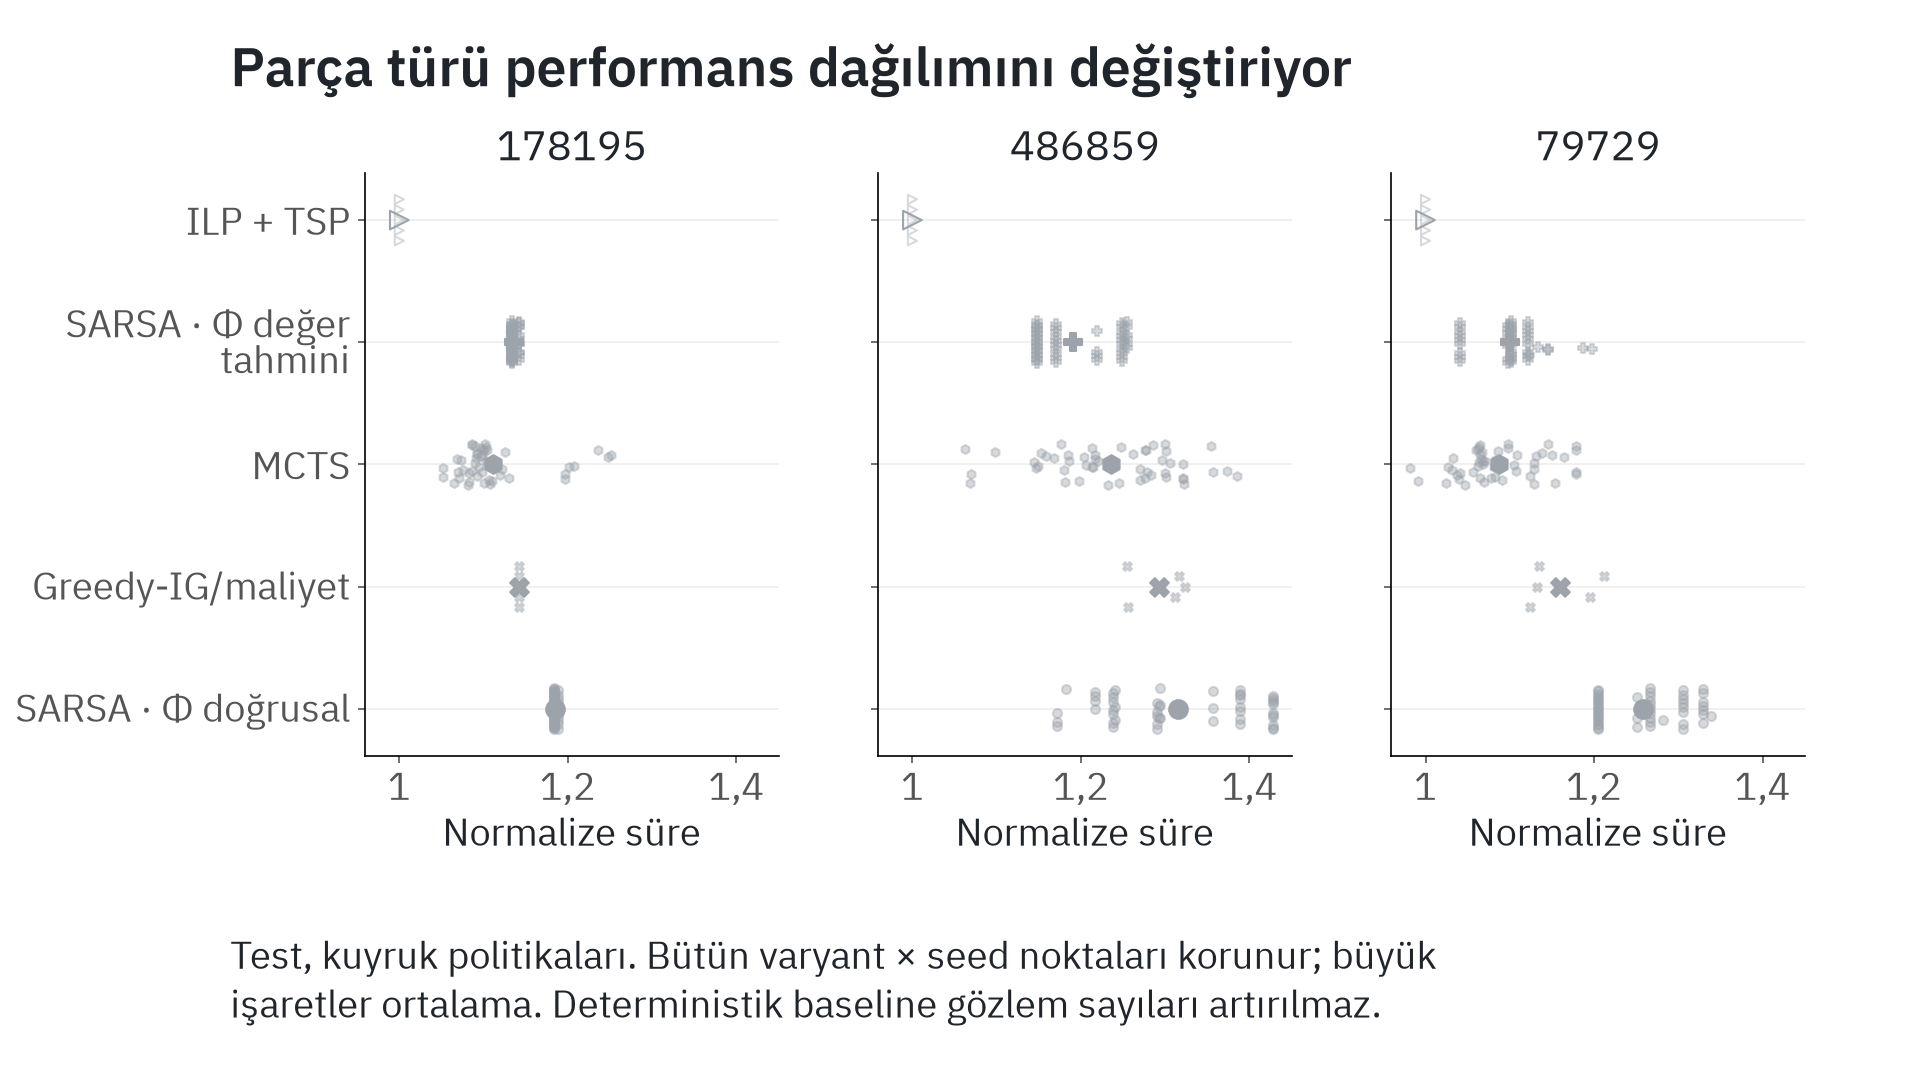 Parça türü performans dağılımını değiştiriyor
178195
486859
79729
ILP + TSP
SARSA · Φ değer
tahmini
MCTS
Greedy-IG/maliyet
SARSA · Φ doğrusal
1 1,2 1,4
1 1,2 1,4
1 1,2 1,4
Normalize süre
Normalize süre
Normalize süre
Test, kuyruk politikaları. Bütün varyant × seed noktaları korunur; büyük
işaretler ortalama. Deterministik baseline gözlem sayıları artırılmaz.